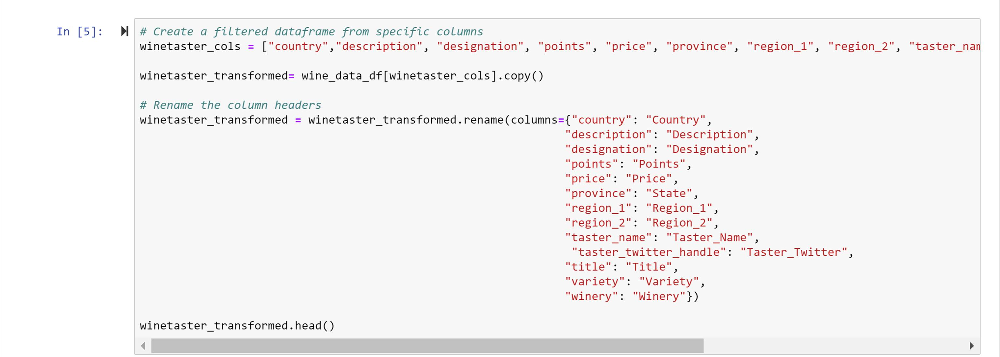 In [5]:
# Create a filtered dataframe from specific columns
winetaster_cols = ["country","description", "designation", "points", "price", "province", "region_1", "region_2", "taster_nam
winetaster_transformed= wine_data_df[winetaster_cols].copy()
# Rename the column headers
winetaster_transformed = winetaster_transformed.rename(columns={"country": "Country",
"description": "Description",
"designation": "Designation",
"points": "Points",
"price": "Price",
"province": "State",
"region_1": "Region_1",
"region_2": "Region_2",
"taster_name": "Taster_Name",
"taster_twitter_handle": "Taster_Twitter",
"title": "Title",
"variety": "Variety",
"winery": "Winery"})
winetaster_transformed.head()